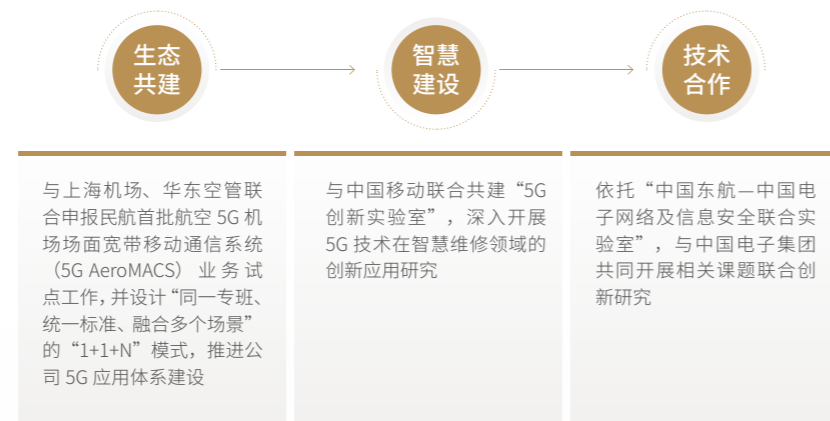 生态
共建
智慧
建设
技术
合作
与上海机场、华东空管联
合申报民航首批航空 5G 机
场场面宽带移动通信系统
（5G AeroMACS）业务试
点工作，并设计“同一专班、
统一标准、融合多个场景”
的“1+1+N”模式，推进公
司 5G 应用体系建设
与中国移动联合共建“5G
创新实验室”，深入开展
5G 技术在智慧维修领域的
创新应用研究
依托“中国东航—中国电
子网络及信息安全联合实
验室”，与中国电子集团
共同开展相关课题联合创
新研究